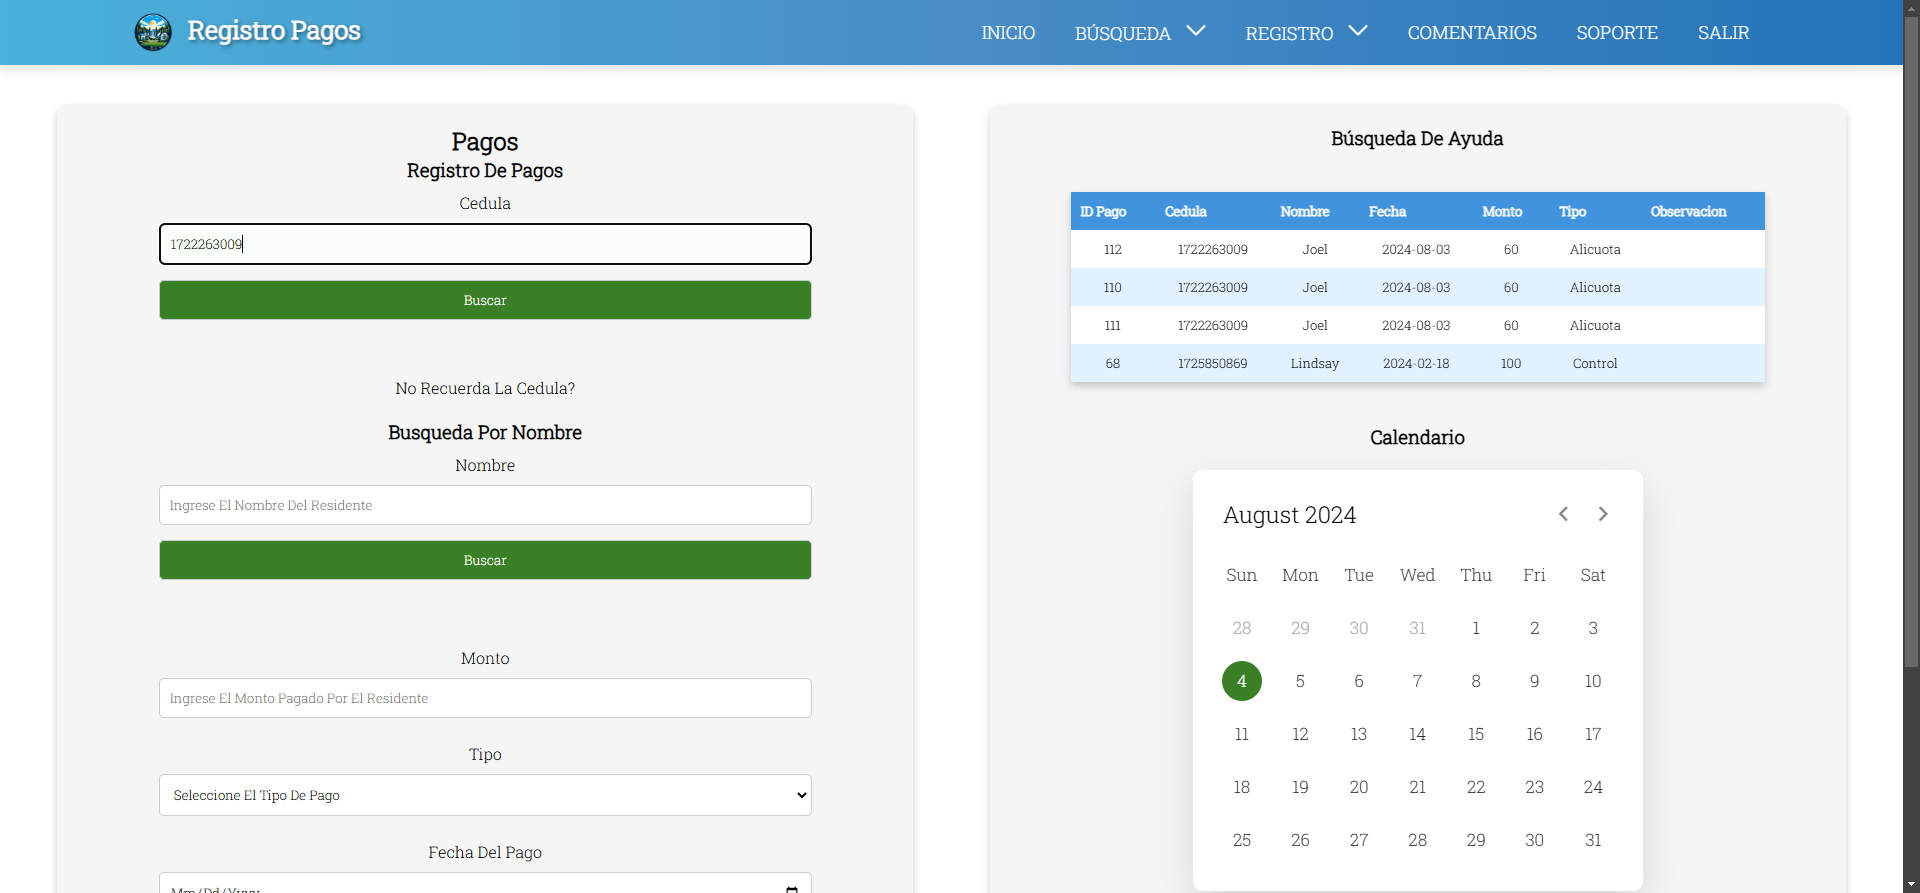 Registro Pagos
INICIO BÚSQUEDA REGISTRO COMENTARIOS SOPORTE SALIR
Pagos
Registro De Pagos
Cedula
1722263009
Buscar
No Recuerda La Cedula?
Busqueda Por Nombre
Nombre
Ingrese El Nombre Del Residente
Buscar
Monto
Ingrese El Monto Pagado Por El Residente
Tipo
Seleccione El Tipo De Pago
Fecha Del Pago
Mm/Dd/Yyyy
Búsqueda De Ayuda
ID Pago Cedula Nombre Fecha Monto Tipo Observacion
112 1722263009 Joel 2024-08-03 60 Alicuota
110 1722263009 Joel 2024-08-03 60 Alicuota
111 1722263009 Joel 2024-08-03 60 Alicuota
68 1725850869 Lindsay 2024-02-18 100 Control
Calendario
August 2024
Sun Mon Tue Wed Thu Fri Sat
28 29 30 31 1 2 3
4 5 6 7 8 9 10
11 12 13 14 15 16 17
18 19 20 21 22 23 24
25 26 27 28 29 30 31